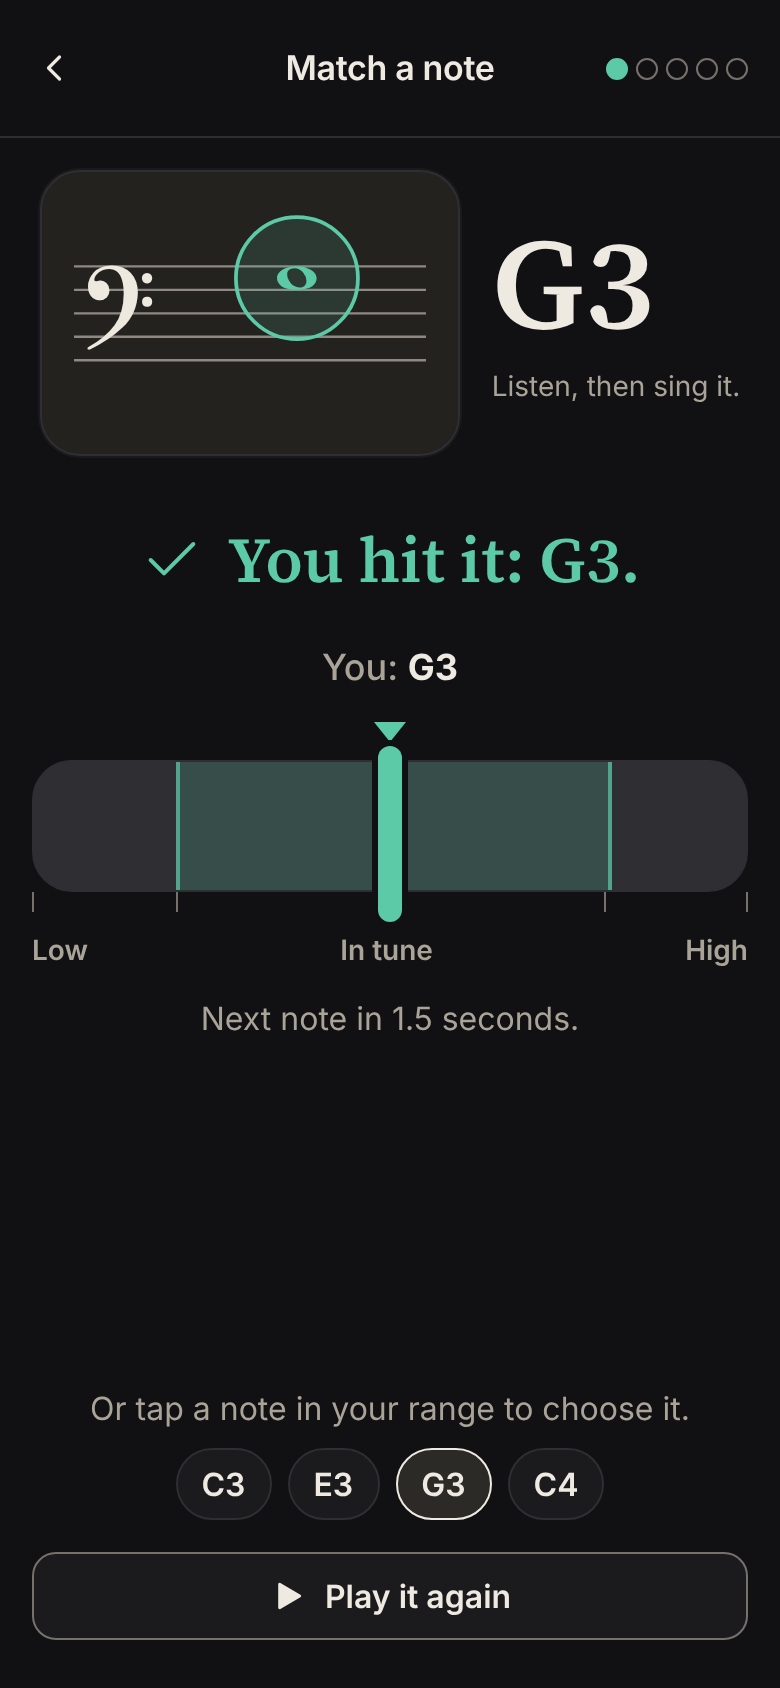 Match a note
G3
Listen, then sing it.
You hit it: G3.
You: G3
Low In tune High
Next note in 1.5 seconds.
Or tap a note in your range to choose it.
C3 E3 G3 C4
Play it again